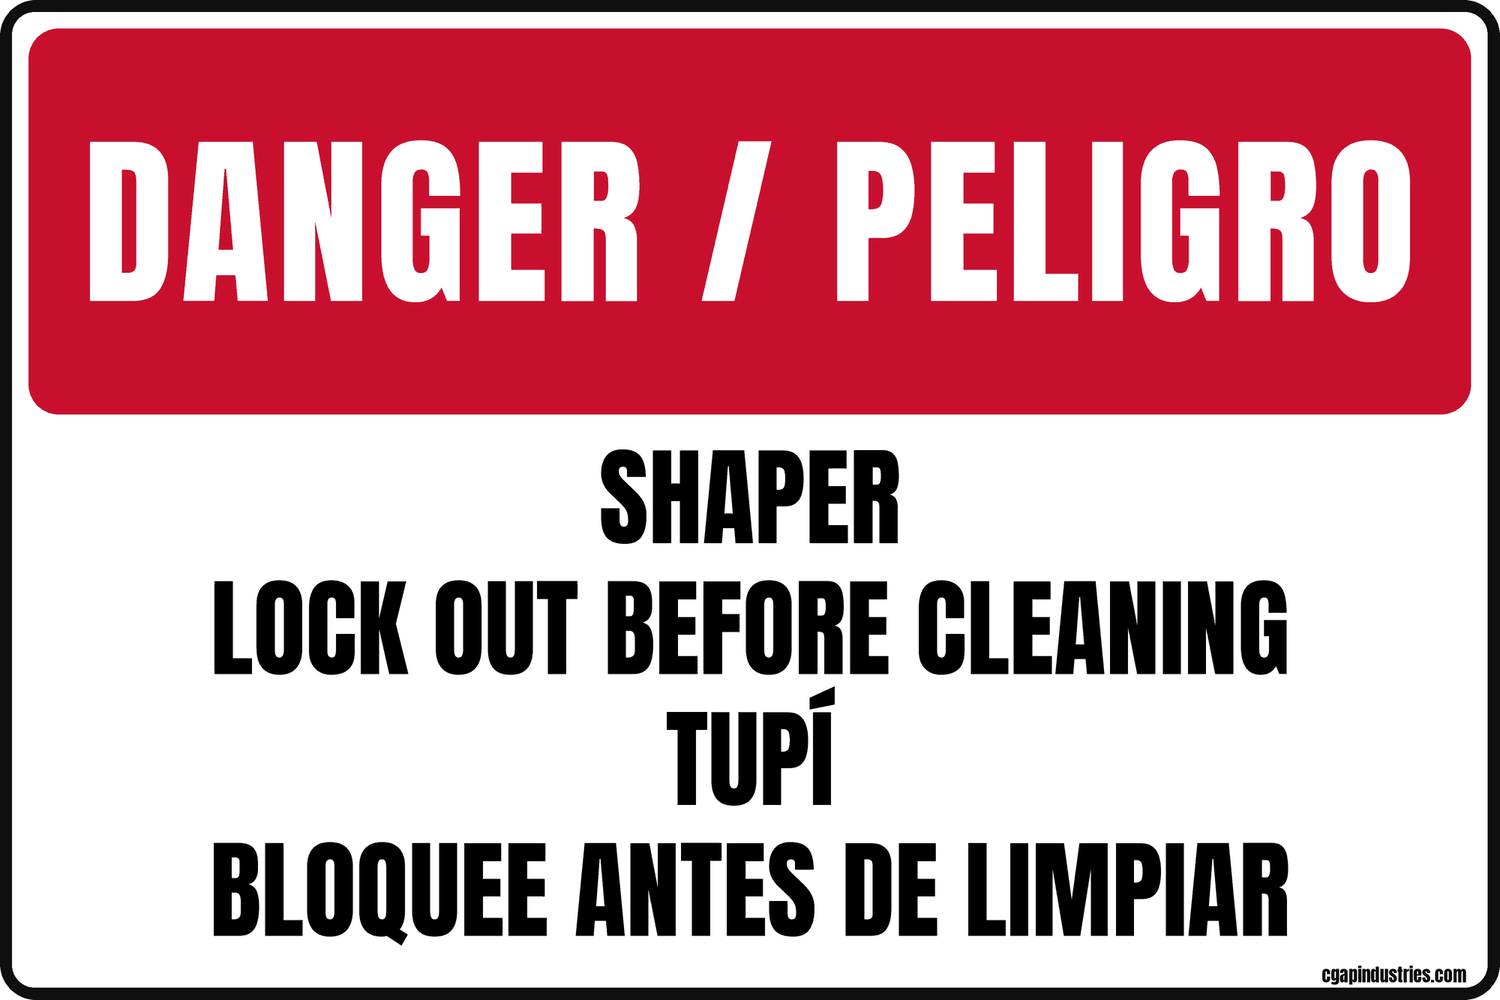 DANGER / PELIGRO
SHAPER
LOCK OUT BEFORE CLEANING
TUPÍ
BLOQUEE ANTES DE LIMPIAR
cgapindustries.com